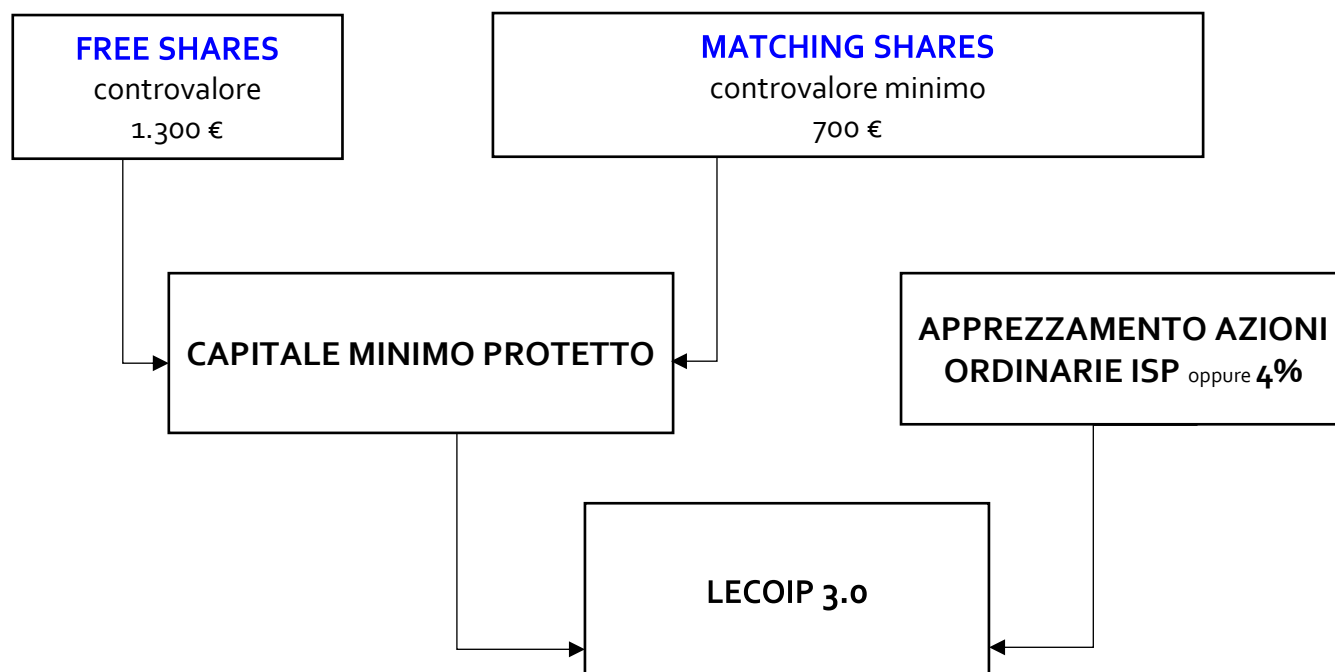 FREE SHARES
controvalore
1.300 €
MATCHING SHARES
controvalore minimo
700 €
CAPITALE MINIMO PROTETTO
APPREZZAMENTO AZIONI
ORDINARIE ISP oppure 4%
LECOIP 3.0